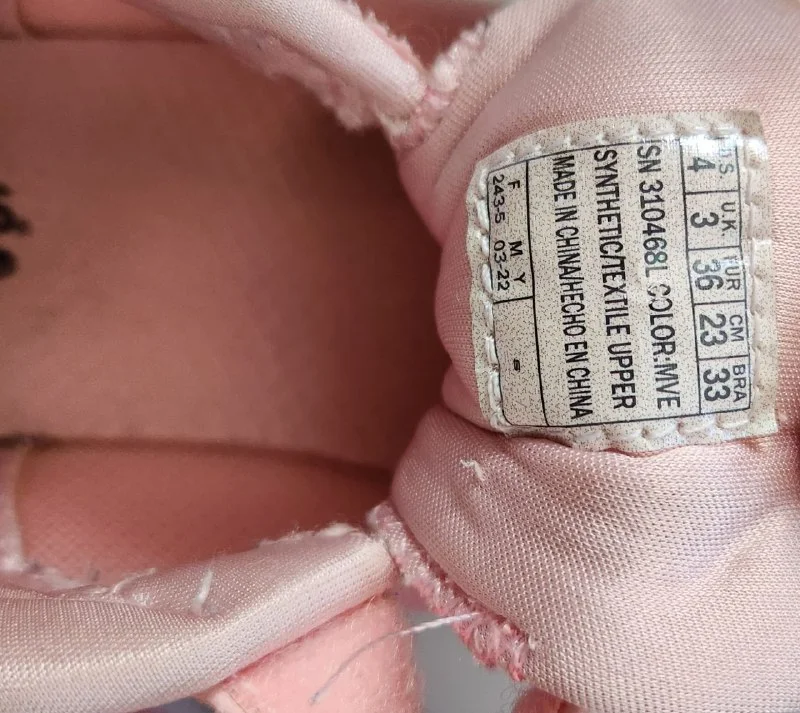 U.S UK EUR CM BRA
4 3 36 23 33
SN 310468L COLOR:MVE
SYNTHETIC/TEXTILE UPPER
MADE IN CHINA/HECHO EN CHINA
F M Y
243-5 03-22